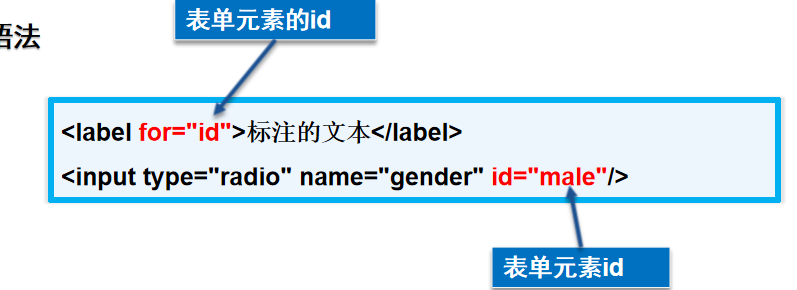 表单元素的id
语法
<label for="id">标注的文本</label>
<input type="radio" name="gender" id="male"/>
表单元素id